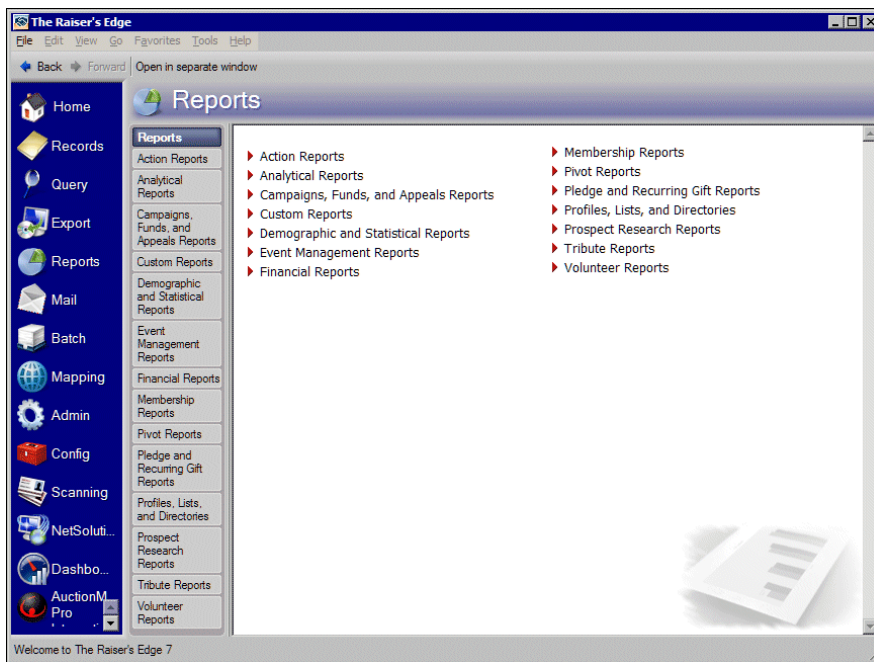 The Raiser's Edge
File Edit View Go Favorites Tools Help
Back Forward Open in separate window
Home
Records
Query
Export
Reports
Mail
Batch
Mapping
Admin
Config
Scanning
NetSoluti...
Dashbo...
AuctionM...
Pro
Reports
Reports
Action Reports
Analytical
Reports
Campaigns,
Funds, and
Appeals Reports
Custom Reports
Demographic
and Statistical
Reports
Event
Management
Reports
Financial Reports
Membership
Reports
Pivot Reports
Pledge and
Recurring Gift
Reports
Profiles, Lists,
and Directories
Prospect
Research
Reports
Tribute Reports
Volunteer
Reports
Action Reports
Analytical Reports
Campaigns, Funds, and Appeals Reports
Custom Reports
Demographic and Statistical Reports
Event Management Reports
Financial Reports
Membership Reports
Pivot Reports
Pledge and Recurring Gift Reports
Profiles, Lists, and Directories
Prospect Research Reports
Tribute Reports
Volunteer Reports
Welcome to The Raiser's Edge 7